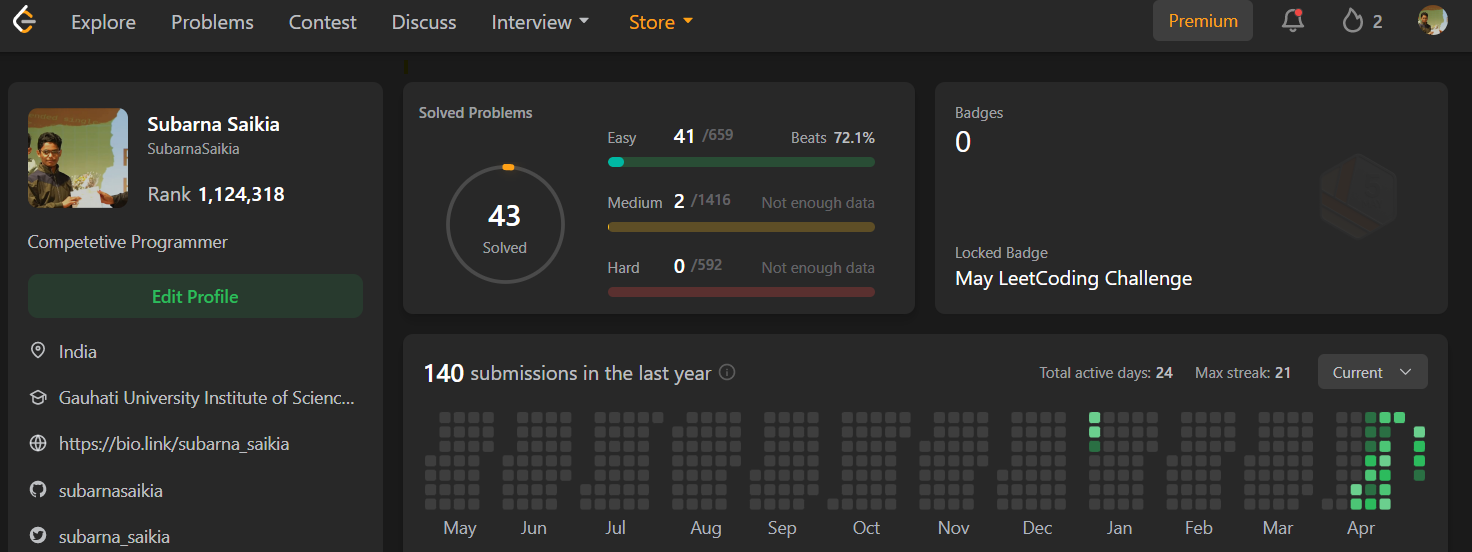 Explore Problems Contest Discuss Interview Store Premium 2
Subarna Saikia
SubarnaSaikia
Rank 1,124,318
Competetive Programmer
Edit Profile
India
Gauhati University Institute of Scienc...
https://bio.link/subarna_saikia
subarnasaikia
subarna_saikia
Solved Problems
43
Solved
Easy 41 /659 Beats 72.1%
Medium 2 /1416 Not enough data
Hard 0 /592 Not enough data
Badges
0
Locked Badge
May LeetCoding Challenge
140 submissions in the last year Total active days: 24 Max streak: 21 Current
May Jun Jul Aug Sep Oct Nov Dec Jan Feb Mar Apr